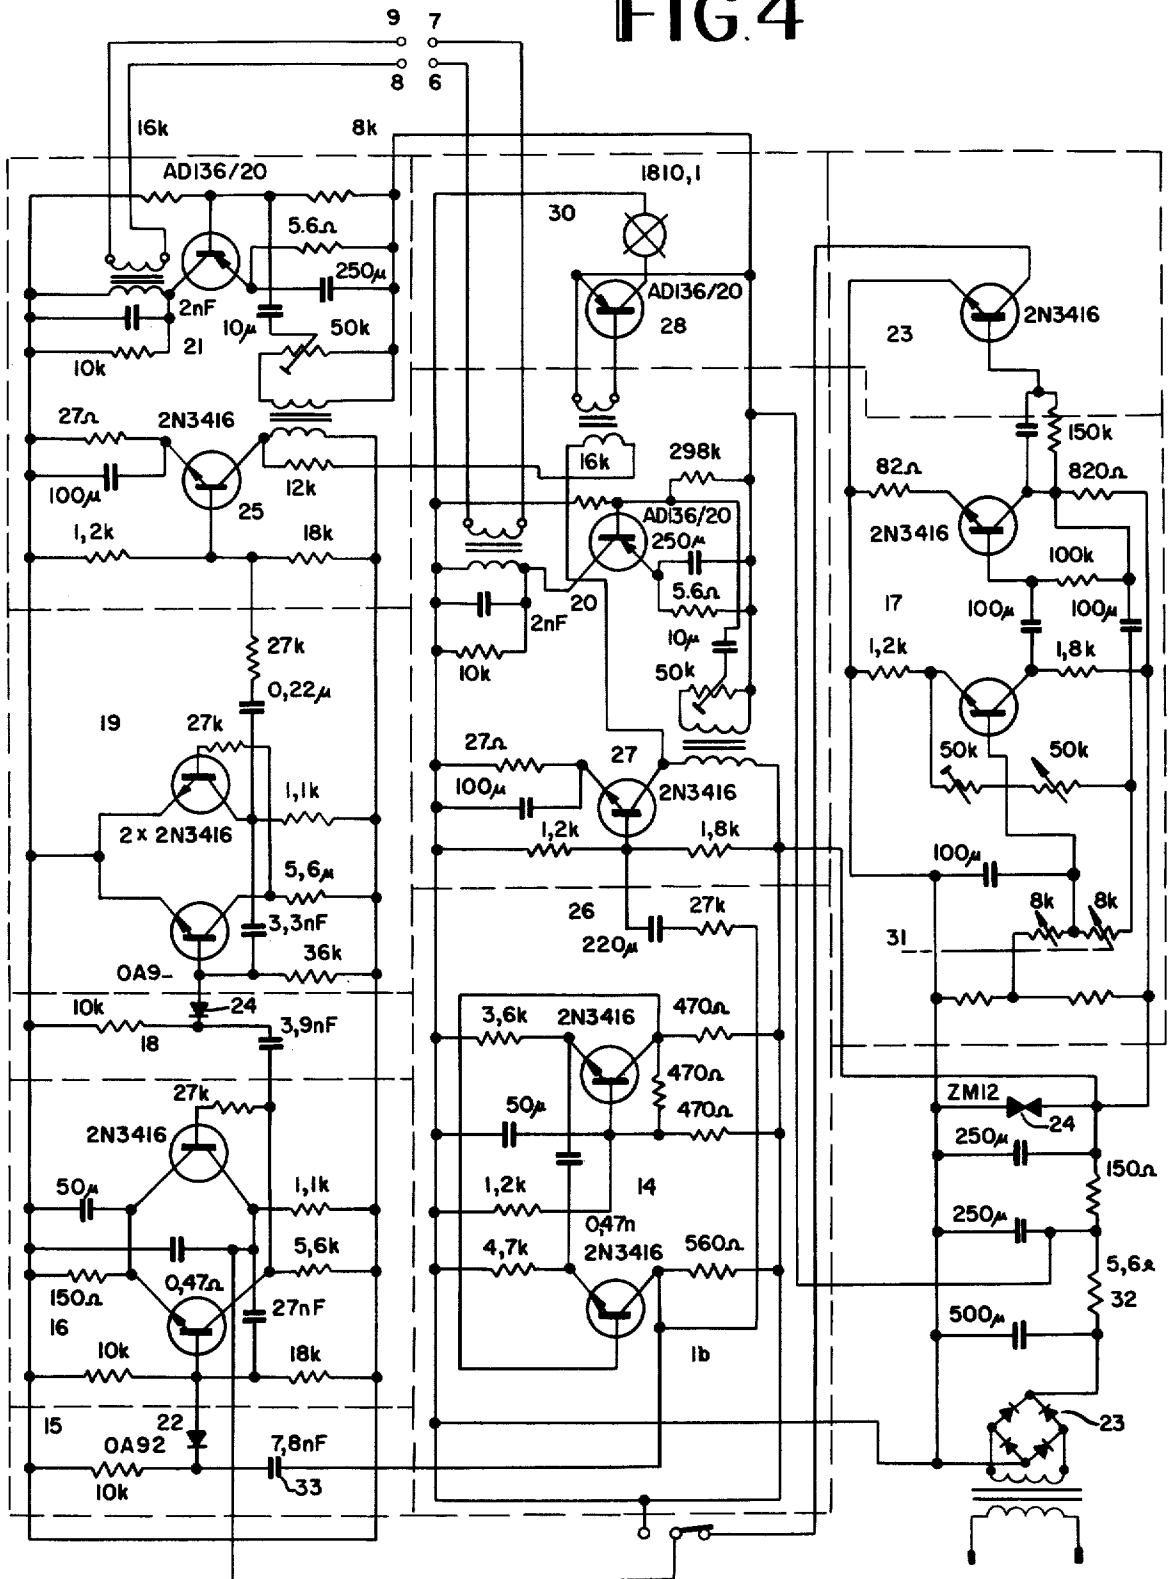 FIG.4
9 7
8 6
16k 8k
AD136/20 1810,1
30
5.6Ω
250μ AD136/20
2nF 10μ 50k 28 23 2N3416
21
10k
27Ω 2N3416 150k
16k 298k
12k 82Ω 820Ω
100μ 25 AD136/20
1,2k 18k 250μ 2N3416
100k
20 5.6Ω 17 100μ 100μ
2nF
27k 10μ 1,2k 1,8k
10k 50k
0,22μ
19 27k
27Ω 27 50k 50k
1,1k 100μ 2N3416
2 x 2N3416 1,2k 1,8k
100μ
5,6μ
26 27k 8k 8k
3,3nF 220μ 31
36k
0A9-
10k 24 3,6k 2N3416 470Ω
18 3,9nF
470Ω
27k 50μ 470Ω ZM12
24
2N3416 250μ
50μ 1,1k 1,2k 14 150Ω
0,47n 250μ
5,6k 4,7k 2N3416 560Ω
150Ω 0,47Ω 27nF 5,6Ω
16 32
500μ
10k 18k 1b
15 22 23
0A92 7,8nF
10k 33